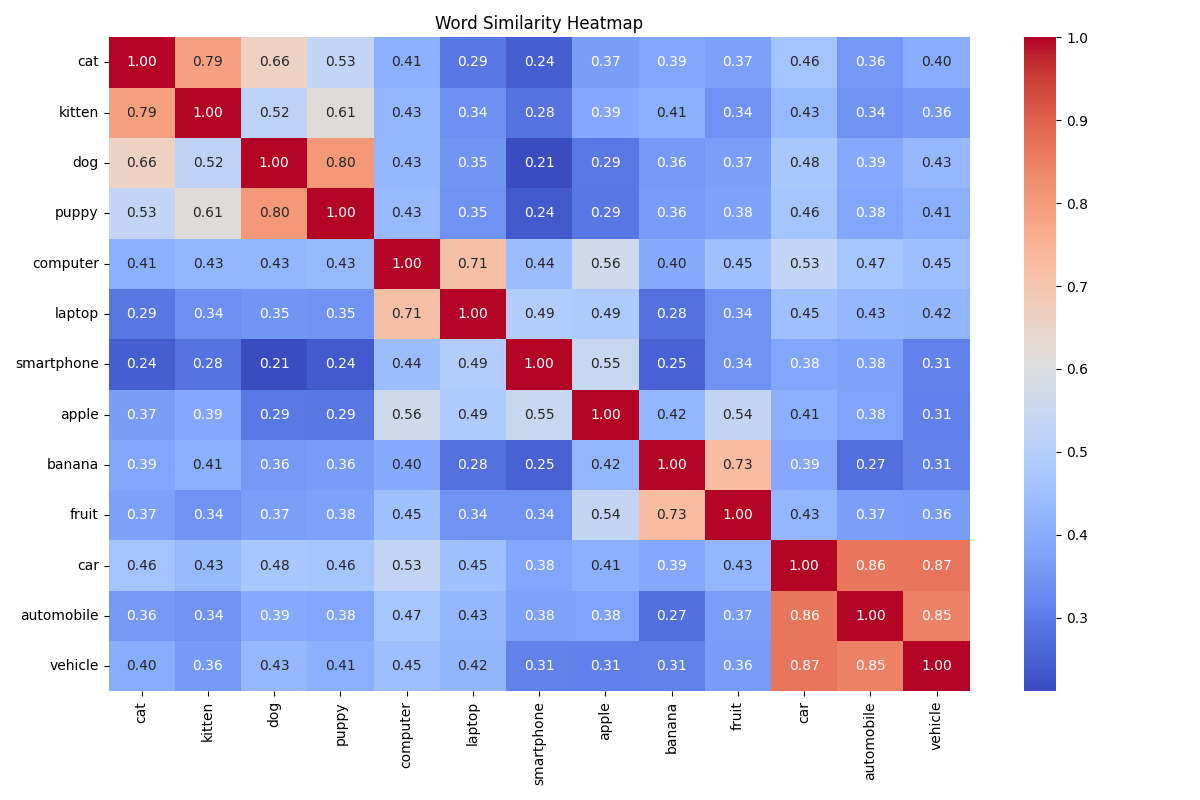 Word Similarity Heatmap
cat 1.00 0.79 0.66 0.53 0.41 0.29 0.24 0.37 0.39 0.37 0.46 0.36 0.40
kitten 0.79 1.00 0.52 0.61 0.43 0.34 0.28 0.39 0.41 0.34 0.43 0.34 0.36
dog 0.66 0.52 1.00 0.80 0.43 0.35 0.21 0.29 0.36 0.37 0.48 0.39 0.43
puppy 0.53 0.61 0.80 1.00 0.43 0.35 0.24 0.29 0.36 0.38 0.46 0.38 0.41
computer 0.41 0.43 0.43 0.43 1.00 0.71 0.44 0.56 0.40 0.45 0.53 0.47 0.45
laptop 0.29 0.34 0.35 0.35 0.71 1.00 0.49 0.49 0.28 0.34 0.45 0.43 0.42
smartphone 0.24 0.28 0.21 0.24 0.44 0.49 1.00 0.55 0.25 0.34 0.38 0.38 0.31
apple 0.37 0.39 0.29 0.29 0.56 0.49 0.55 1.00 0.42 0.54 0.41 0.38 0.31
banana 0.39 0.41 0.36 0.36 0.40 0.28 0.25 0.42 1.00 0.73 0.39 0.27 0.31
fruit 0.37 0.34 0.37 0.38 0.45 0.34 0.34 0.54 0.73 1.00 0.43 0.37 0.36
car 0.46 0.43 0.48 0.46 0.53 0.45 0.38 0.41 0.39 0.43 1.00 0.86 0.87
automobile 0.36 0.34 0.39 0.38 0.47 0.43 0.38 0.38 0.27 0.37 0.86 1.00 0.85
vehicle 0.40 0.36 0.43 0.41 0.45 0.42 0.31 0.31 0.31 0.36 0.87 0.85 1.00
cat kitten dog puppy computer laptop smartphone apple banana fruit car automobile vehicle
1.0
0.9
0.8
0.7
0.6
0.5
0.4
0.3